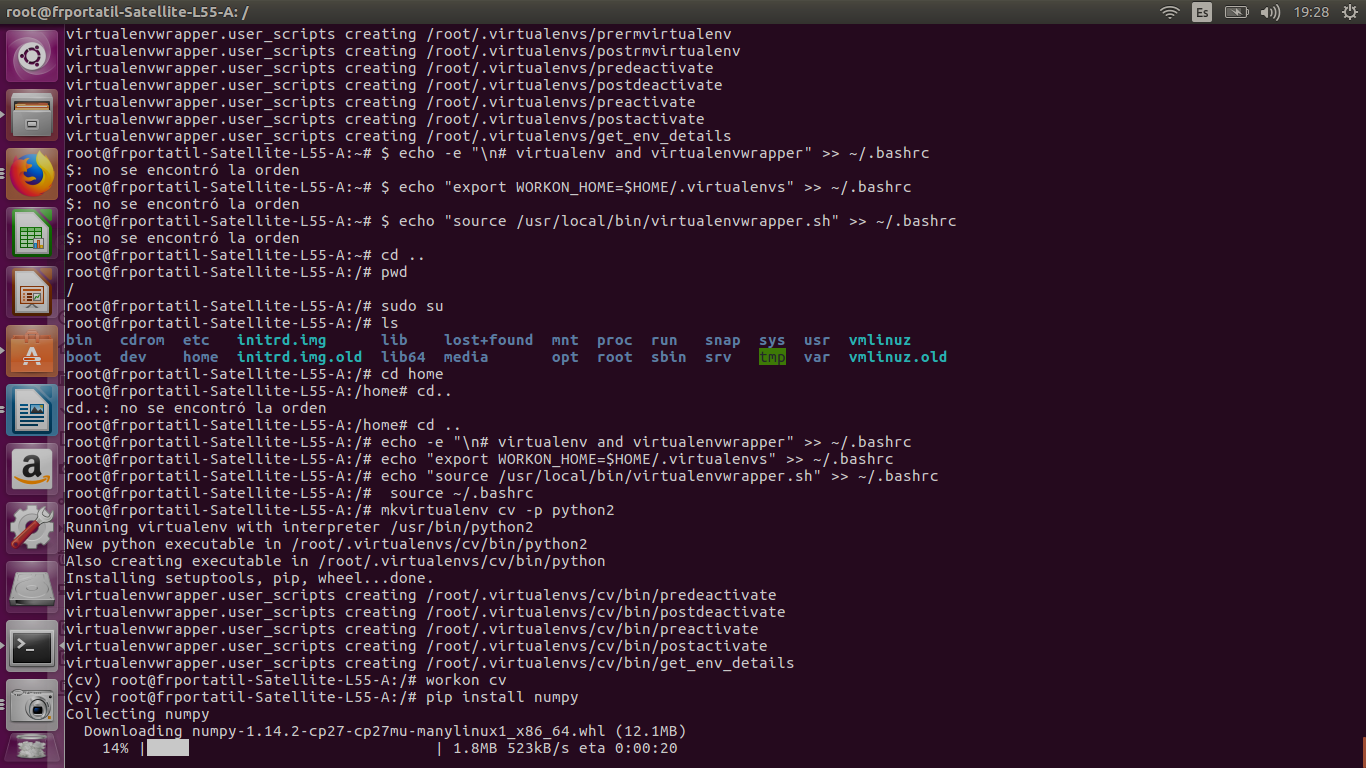 root@frportatil-Satellite-L55-A: /
Es
19:28
virtualenvwrapper.user_scripts creating /root/.virtualenvs/prermvirtualenv
virtualenvwrapper.user_scripts creating /root/.virtualenvs/postrmvirtualenv
virtualenvwrapper.user_scripts creating /root/.virtualenvs/predeactivate
virtualenvwrapper.user_scripts creating /root/.virtualenvs/postdeactivate
virtualenvwrapper.user_scripts creating /root/.virtualenvs/preactivate
virtualenvwrapper.user_scripts creating /root/.virtualenvs/postactivate
virtualenvwrapper.user_scripts creating /root/.virtualenvs/get_env_details
root@frportatil-Satellite-L55-A:~# $ echo -e "\n# virtualenv and virtualenvwrapper" >> ~/.bashrc
$: no se encontró la orden
root@frportatil-Satellite-L55-A:~# $ echo "export WORKON_HOME=$HOME/.virtualenvs" >> ~/.bashrc
$: no se encontró la orden
root@frportatil-Satellite-L55-A:~# $ echo "source /usr/local/bin/virtualenvwrapper.sh" >> ~/.bashrc
$: no se encontró la orden
root@frportatil-Satellite-L55-A:~# cd ..
root@frportatil-Satellite-L55-A:/# pwd
/
root@frportatil-Satellite-L55-A:/# sudo su
root@frportatil-Satellite-L55-A:/# ls
bin   cdrom  etc   initrd.img      lib    lost+found  mnt  proc  run   snap  sys  usr  vmlinuz
boot  dev    home  initrd.img.old  lib64  media       opt  root  sbin  srv   tmp  var  vmlinuz.old
root@frportatil-Satellite-L55-A:/# cd home
root@frportatil-Satellite-L55-A:/home# cd..
cd..: no se encontró la orden
root@frportatil-Satellite-L55-A:/home# cd ..
root@frportatil-Satellite-L55-A:/# echo -e "\n# virtualenv and virtualenvwrapper" >> ~/.bashrc
root@frportatil-Satellite-L55-A:/# echo "export WORKON_HOME=$HOME/.virtualenvs" >> ~/.bashrc
root@frportatil-Satellite-L55-A:/# echo "source /usr/local/bin/virtualenvwrapper.sh" >> ~/.bashrc
root@frportatil-Satellite-L55-A:/#  source ~/.bashrc
root@frportatil-Satellite-L55-A:/# mkvirtualenv cv -p python2
Running virtualenv with interpreter /usr/bin/python2
New python executable in /root/.virtualenvs/cv/bin/python2
Also creating executable in /root/.virtualenvs/cv/bin/python
Installing setuptools, pip, wheel...done.
virtualenvwrapper.user_scripts creating /root/.virtualenvs/cv/bin/predeactivate
virtualenvwrapper.user_scripts creating /root/.virtualenvs/cv/bin/postdeactivate
virtualenvwrapper.user_scripts creating /root/.virtualenvs/cv/bin/preactivate
virtualenvwrapper.user_scripts creating /root/.virtualenvs/cv/bin/postactivate
virtualenvwrapper.user_scripts creating /root/.virtualenvs/cv/bin/get_env_details
(cv) root@frportatil-Satellite-L55-A:/# workon cv
(cv) root@frportatil-Satellite-L55-A:/# pip install numpy
Collecting numpy
  Downloading numpy-1.14.2-cp27-cp27mu-manylinux1_x86_64.whl (12.1MB)
    14% |                                | 1.8MB 523kB/s eta 0:00:20